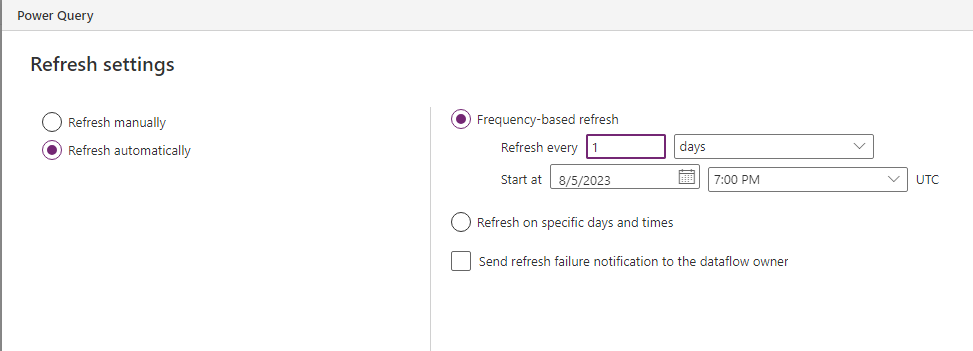 Power Query
Refresh settings
Refresh manually
Refresh automatically
Frequency-based refresh
Refresh every 1 days
Start at 8/5/2023 7:00 PM UTC
Refresh on specific days and times
Send refresh failure notification to the dataflow owner